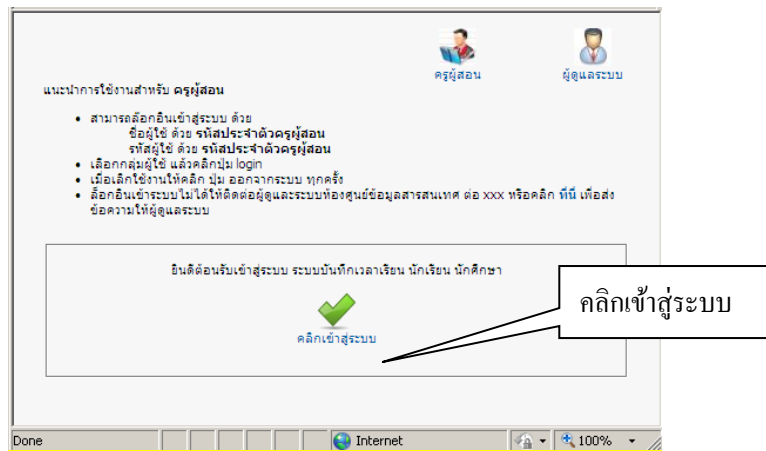 ครูผู้สอน
ผู้ดูแลระบบ
แนะนำการใช้งานสำหรับ ครูผู้สอน
• สามารถล๊อกอินเข้าสู่ระบบ ด้วย
ชื่อผู้ใช้ ด้วย รหัสประจำตัวครูผู้สอน
รหัสผู้ใช้ ด้วย รหัสประจำตัวครูผู้สอน
• เลือกกลุ่มผู้ใช้ แล้วคลิกปุ่ม login
• เมื่อเลิกใช้งานให้คลิก ปุ่ม ออกจากระบบ ทุกครั้ง
• ล็อกอินเข้าระบบไม่ได้ให้ติดต่อผู้ดูและระบบห้องศูนย์ข้อมูลสารสนเทศ ต่อ xxx หรือคลิก ที่นี่ เพื่อส่ง
ข้อความให้ผู้ดูแลระบบ
ยินดีต้อนรับเข้าสู่ระบบ ระบบบันทึกเวลาเรียน นักเรียน นักศึกษา
คลิกเข้าสู่ระบบ
คลิกเข้าสู่ระบบ
Done
Internet
100%